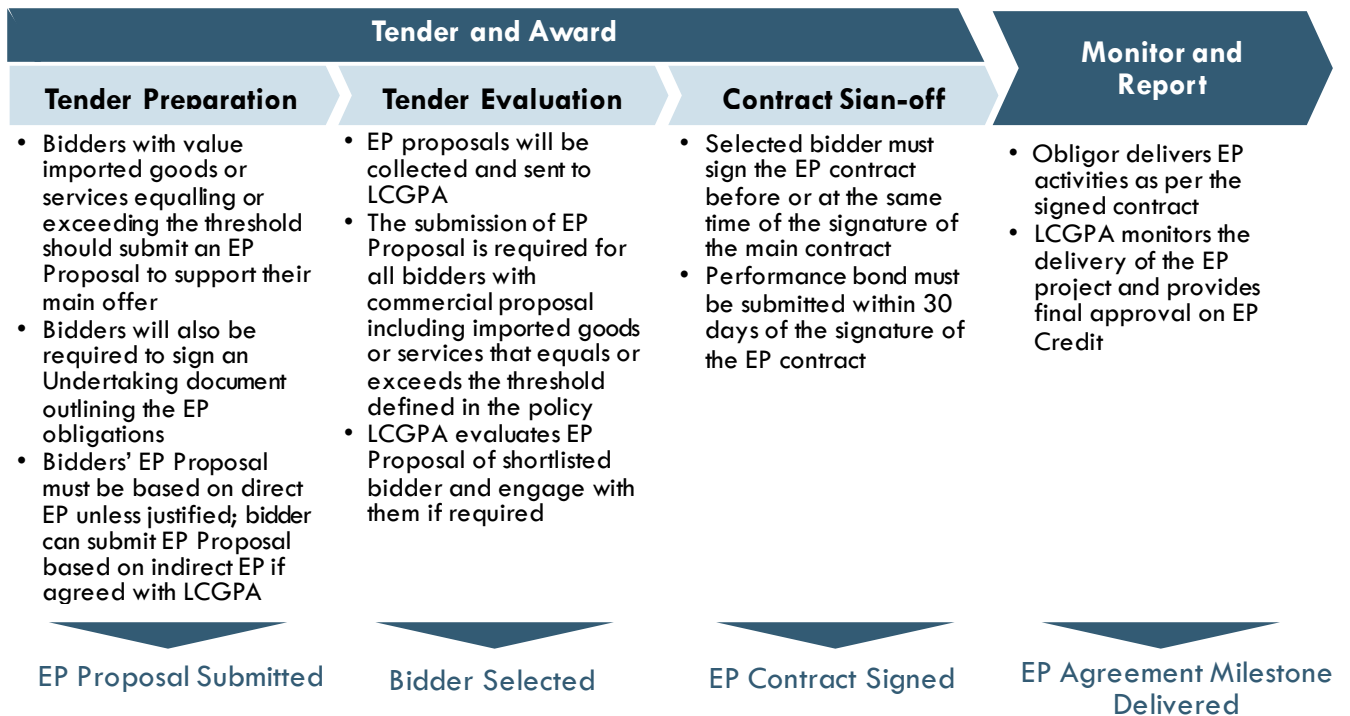 Tender and Award
Monitor and
Report
Tender Preparation
Tender Evaluation
Contract Sian-off
• Bidders with value
imported goods or
services equalling or
exceeding the threshold
should submit an EP
Proposal to support their
main offer
• Bidders will also be
required to sign an
Undertaking document
outlining the EP
obligations
• Bidders’ EP Proposal
must be based on direct
EP unless justified; bidder
can submit EP Proposal
based on indirect EP if
agreed with LCGPA
• EP proposals will be
collected and sent to
LCGPA
• The submission of EP
Proposal is required for
all bidders with
commercial proposal
including imported goods
or services that equals or
exceeds the threshold
defined in the policy
• LCGPA evaluates EP
Proposal of shortlisted
bidder and engage with
them if required
• Selected bidder must
sign the EP contract
before or at the same
time of the signature of
the main contract
• Performance bond must
be submitted within 30
days of the signature of
the EP contract
• Obligor delivers EP
activities as per the
signed contract
• LCGPA monitors the
delivery of the EP
project and provides
final approval on EP
Credit
EP Proposal Submitted
Bidder Selected
EP Contract Signed
EP Agreement Milestone
Delivered